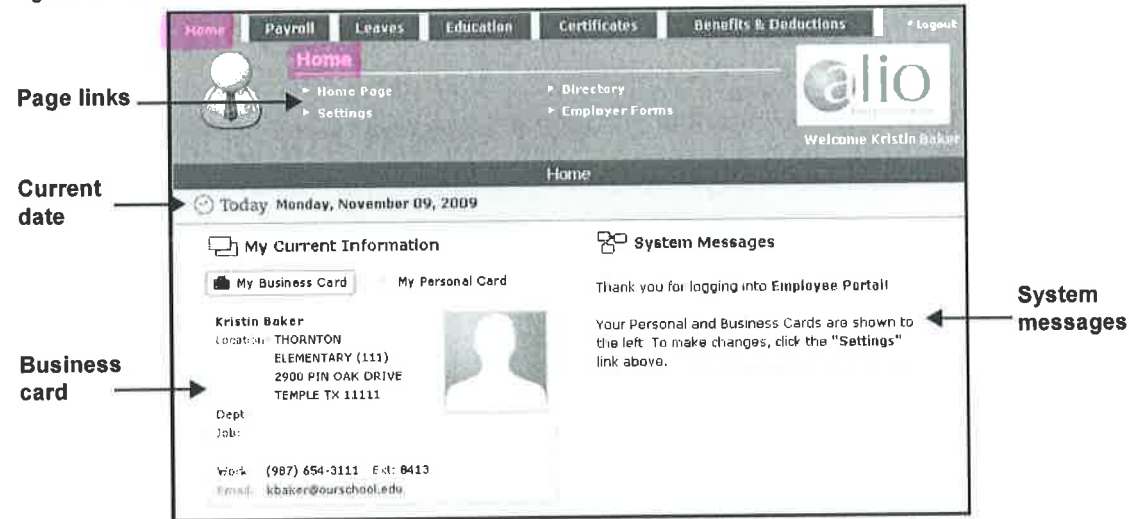 Home Payroll Leaves Education Certificates Benefits & Deductions * Logout
Home
Page links
Home Page Directory
Settings Employer Forms
alio
Welcome Kristin Baker
Home
Current
date
Today Monday, November 09, 2009
My Current Information
System Messages
My Business Card My Personal Card
Thank you for logging into Employee Portal!
System
messages
Your Personal and Business Cards are shown to
the left. To make changes, click the "Settings"
link above.
Business
card
Kristin Baker
Location: THORNTON
ELEMENTARY (111)
2900 PIN OAK DRIVE
TEMPLE TX 11111
Dept
Job:
Work (987) 654-3111 Ext: 8413
Email: kbaker@ourschool.edu